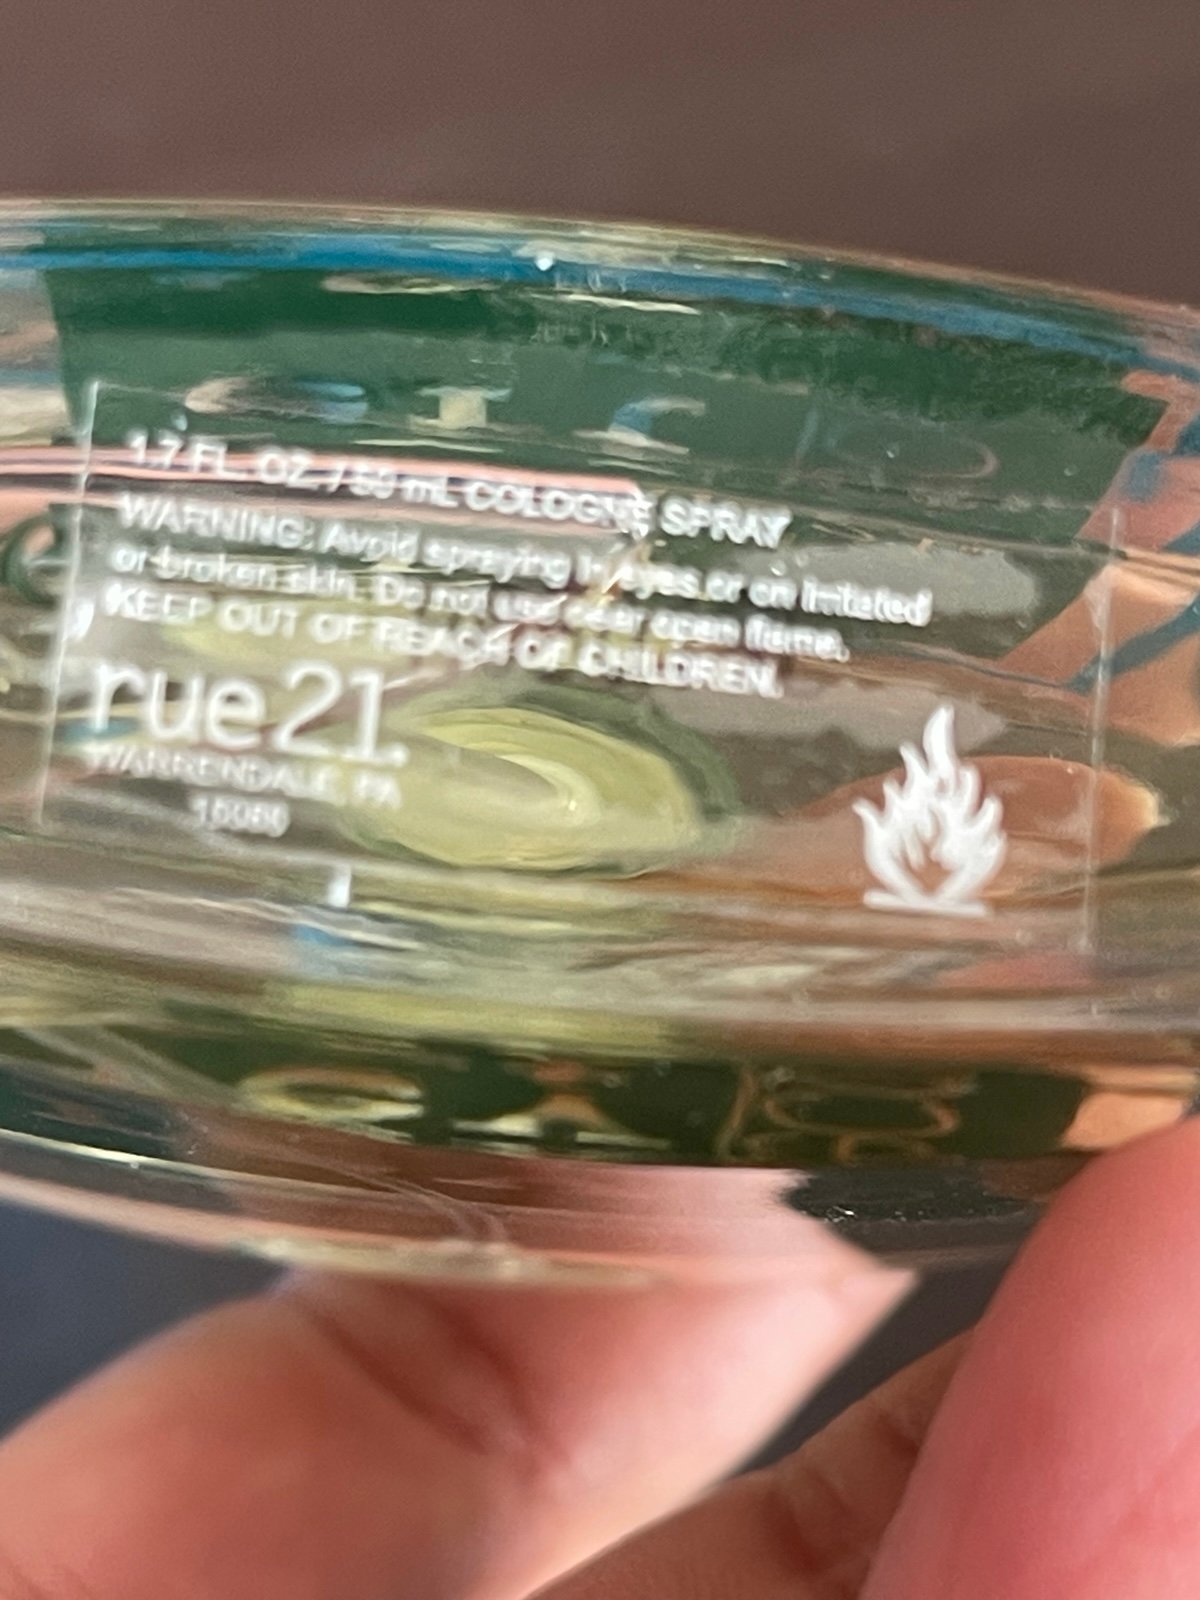 1.7 FL. OZ. / 50 mL COLOGNE SPRAY
WARNING: Avoid spraying in eyes or on irritated
or broken skin. Do not use near open flame.
KEEP OUT OF REACH OF CHILDREN.
rue21.
WARRENDALE, PA